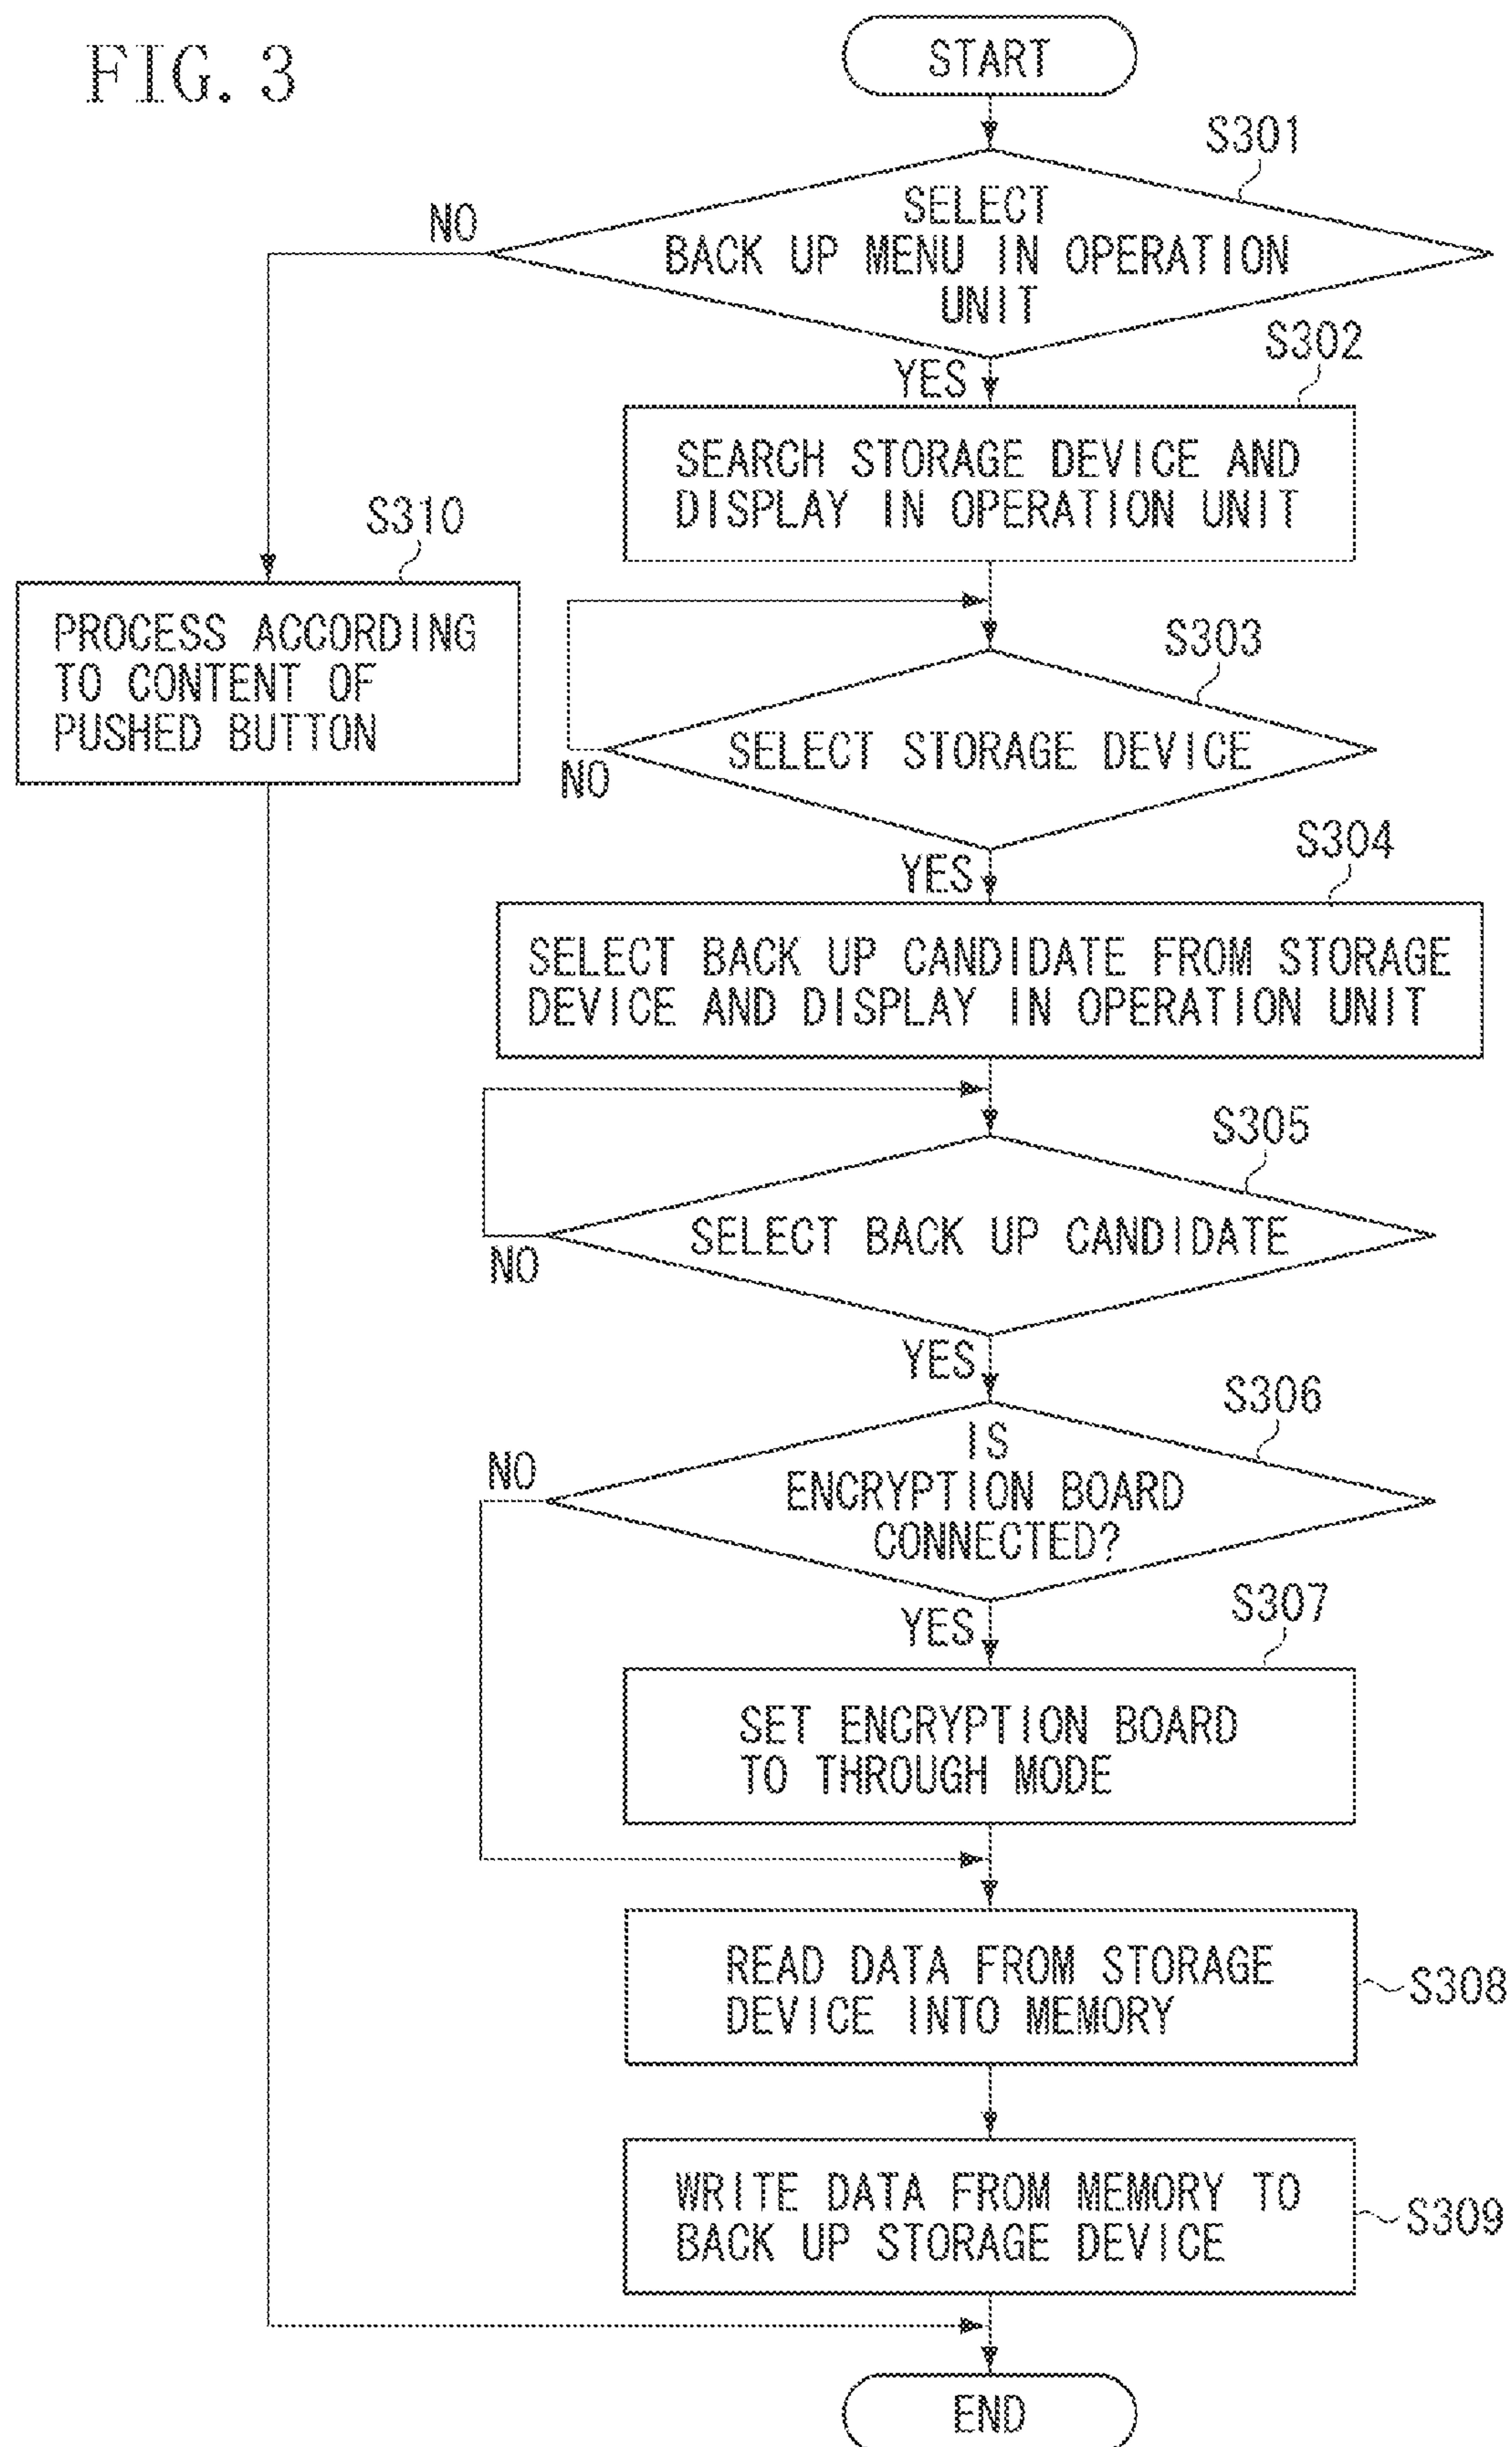 FIG. 3
START
S301
SELECT
BACK UP MENU IN OPERATION
UNIT
NO
YES
S302
SEARCH STORAGE DEVICE AND
DISPLAY IN OPERATION UNIT
S310
PROCESS ACCORDING
TO CONTENT OF
PUSHED BUTTON
S303
SELECT STORAGE DEVICE
NO
YES
S304
SELECT BACK UP CANDIDATE FROM STORAGE
DEVICE AND DISPLAY IN OPERATION UNIT
S305
SELECT BACK UP CANDIDATE
NO
YES
S306
IS
ENCRYPTION BOARD
CONNECTED?
NO
YES
S307
SET ENCRYPTION BOARD
TO THROUGH MODE
READ DATA FROM STORAGE
DEVICE INTO MEMORY
S308
WRITE DATA FROM MEMORY TO
BACK UP STORAGE DEVICE
S309
END